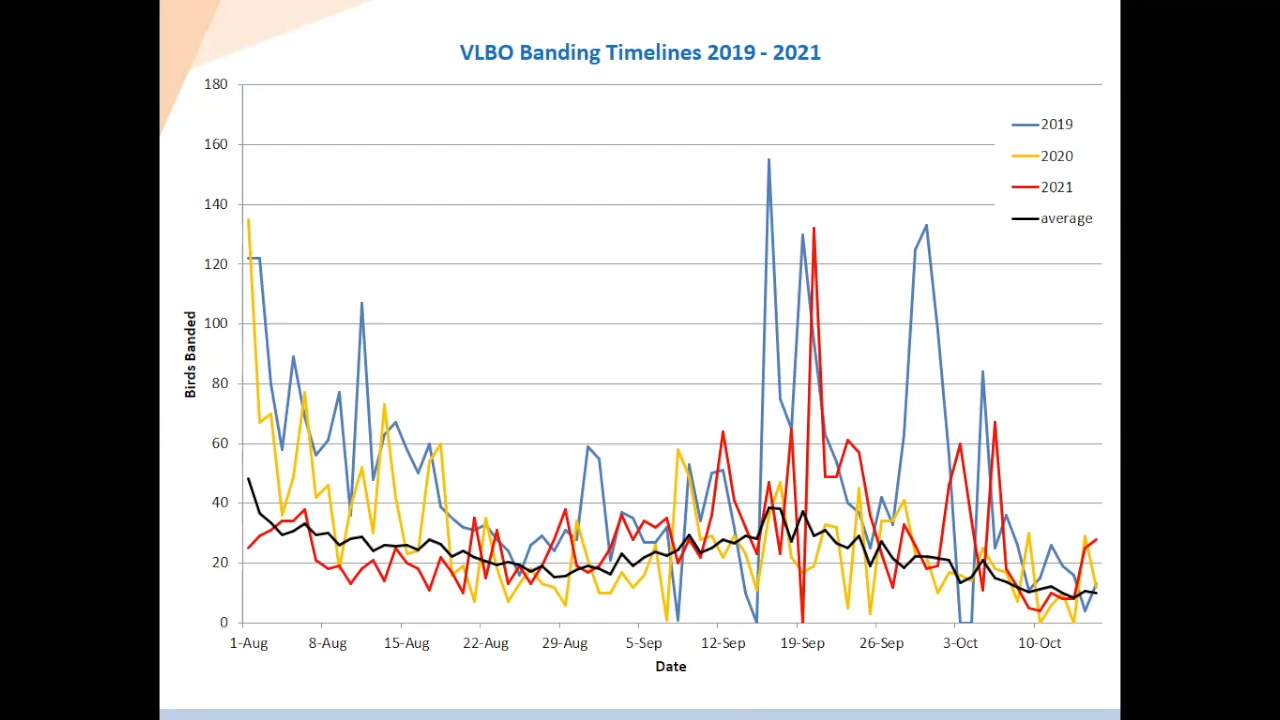 VLBO Banding Timelines 2019 - 2021
180
160
140
120
100
80
60
40
20
0
Birds Banded
2019
2020
2021
average
1-Aug 8-Aug 15-Aug 22-Aug 29-Aug 5-Sep 12-Sep 19-Sep 26-Sep 3-Oct 10-Oct
Date